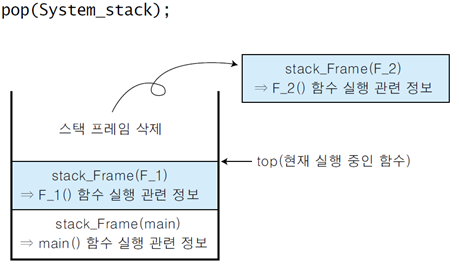 pop(System_stack);
stack_Frame(F_2)
⇒ F_2() 함수 실행 관련 정보
스택 프레임 삭제
top(현재 실행 중인 함수)
stack_Frame(F_1)
⇒ F_1() 함수 실행 관련 정보
stack_Frame(main)
⇒ main() 함수 실행 관련 정보